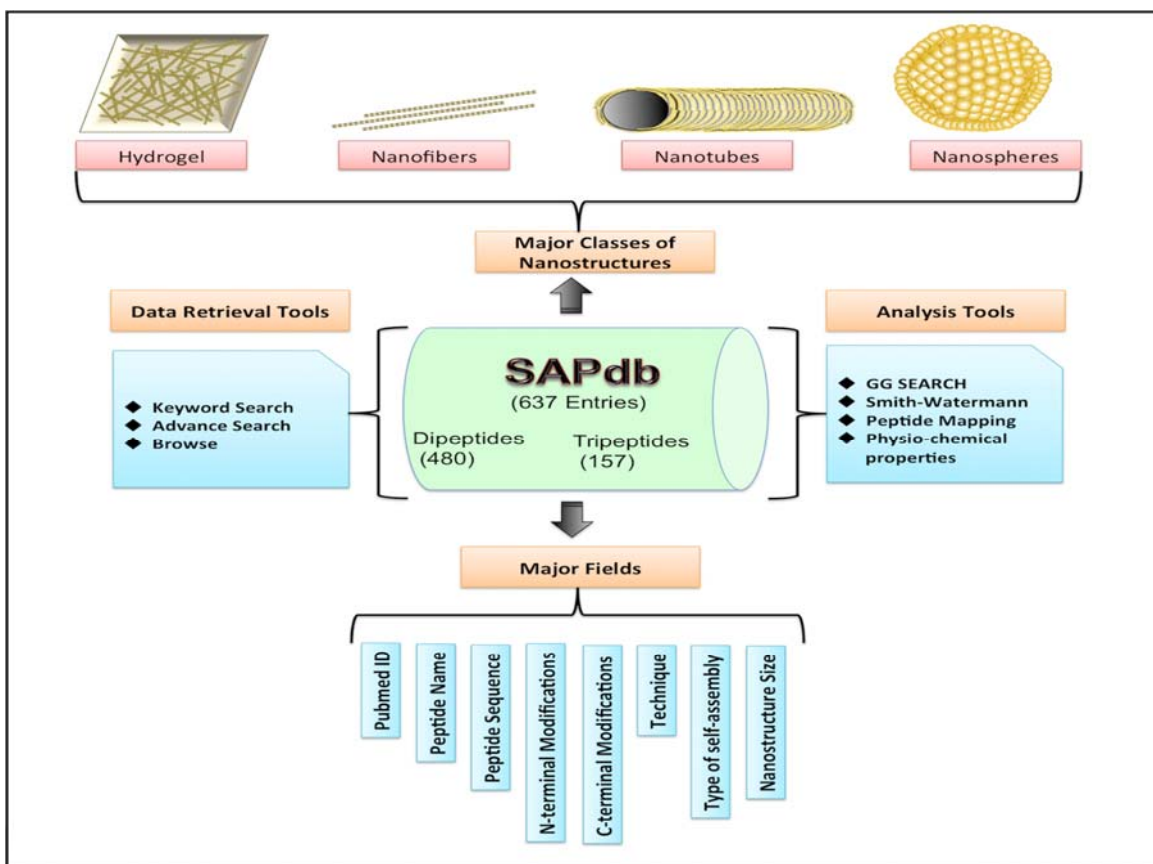 Hydrogel
Nanofibers
Nanotubes
Nanospheres
Major Classes of
Nanostructures
Data Retrieval Tools
Analysis Tools
◆ Keyword Search
◆ Advance Search
◆ Browse
SAPdb
(637 Entries)
Dipeptides
(480)
Tripeptides
(157)
◆ GG SEARCH
◆ Smith-Watermann
◆ Peptide Mapping
◆ Physio-chemical
properties
Major Fields
Pubmed ID
Peptide Name
Peptide Sequence
N-terminal Modifications
C-terminal Modifications
Technique
Type of self-assembly
Nanostructure Size